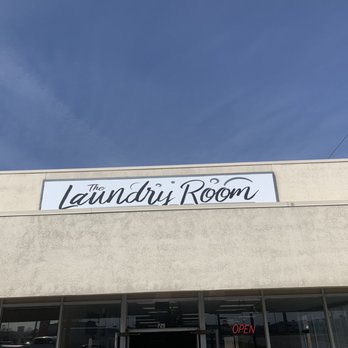 The Laundry Room
OPEN